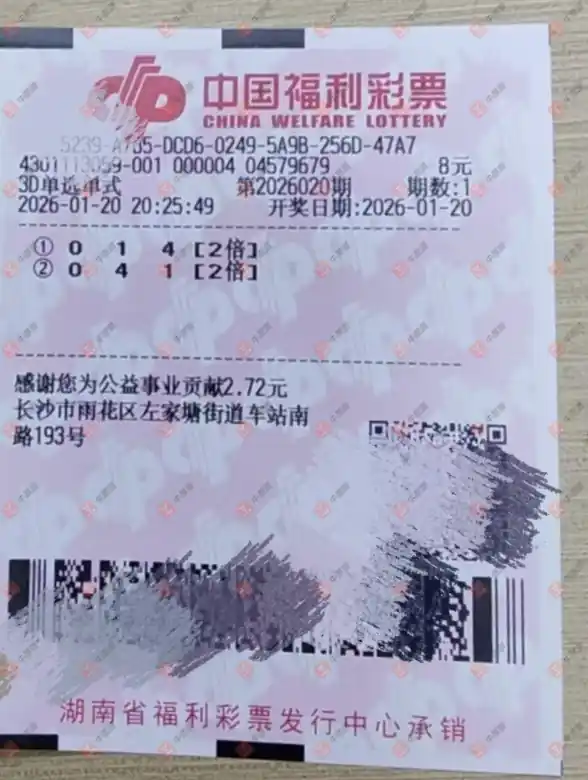 中国福利彩票
CHINA WELFARE LOTTERY
5239-A765-DCD6-0249-5A9B-256D-47A7
4301113059-001 000004 04579679 8元
3D单选单式 第2026020期 期数:1
2026-01-20 20:25:49 开奖日期:2026-01-20
① 0 1 4 [2倍]
② 0 4 1 [2倍]
感谢您为公益事业贡献2.72元
长沙市雨花区左家塘街道车站南
路193号
湖南省福利彩票发行中心承销